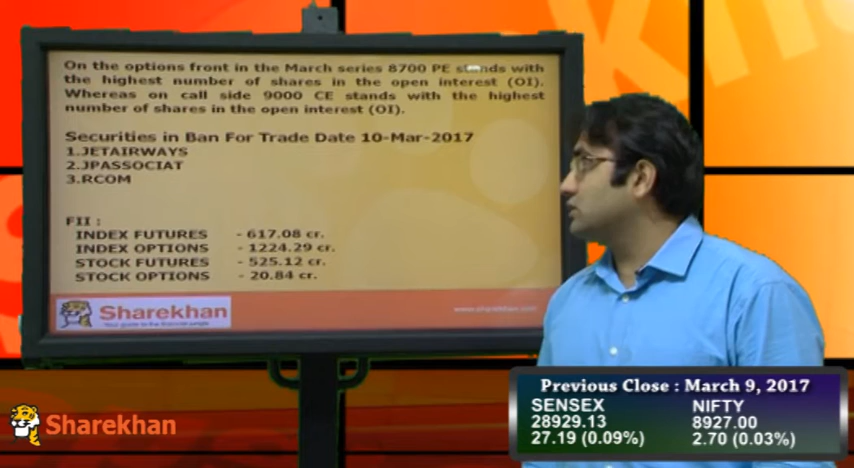 On the options front in the March series 8700 PE stands with
the highest number of shares in the open interest (OI).
Whereas on call side 9000 CE stands with the highest
number of shares in the open interest (OI).
Securities in Ban For Trade Date 10-Mar-2017
1.JETAIRWAYS
2.JPASSOCIAT
3.RCOM
FII :
INDEX FUTURES - 617.08 cr.
INDEX OPTIONS - 1224.29 cr.
STOCK FUTURES - 525.12 cr.
STOCK OPTIONS - 20.84 cr.
Sharekhan
Your guide to the financial jungle
www.sharekhan.com
Previous Close : March 9, 2017
SENSEX NIFTY
28929.13 8927.00
27.19 (0.09%) 2.70 (0.03%)
Sharekhan